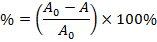 % = ( (A₀ − A) / A₀ ) × 100%